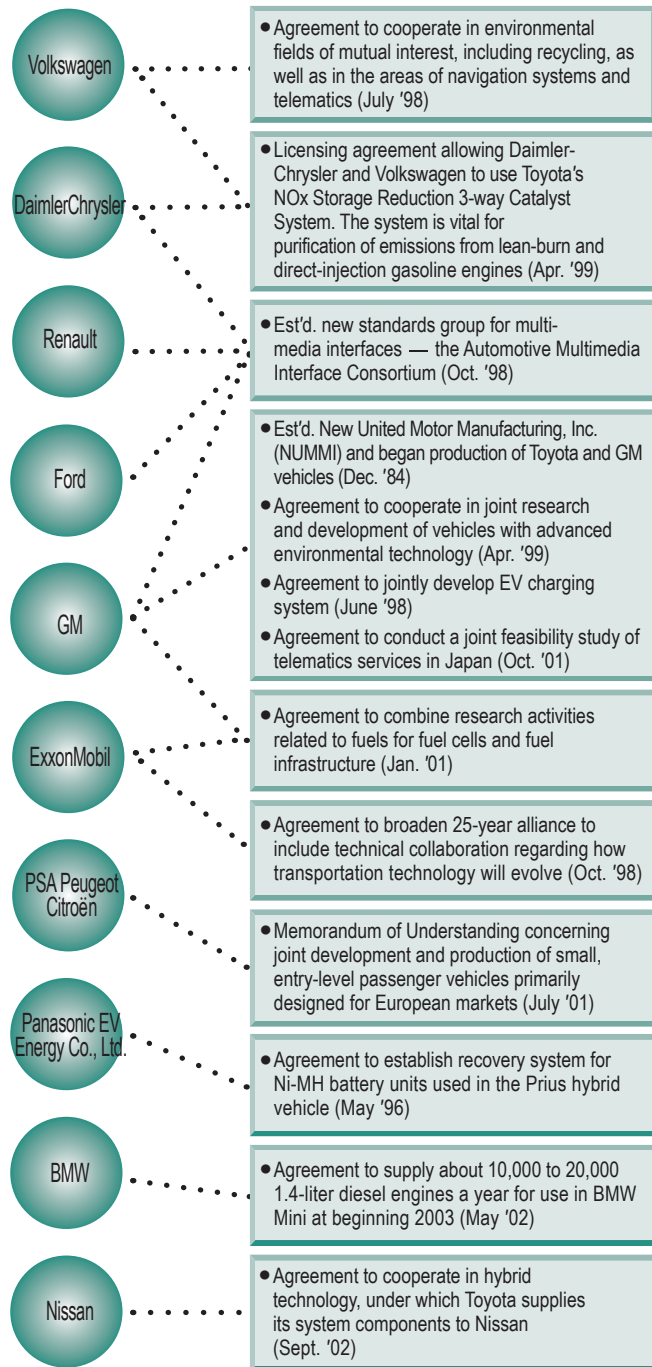 Volkswagen
• Agreement to cooperate in environmental
fields of mutual interest, including recycling, as
well as in the areas of navigation systems and
telematics (July '98)
DaimlerChrysler
• Licensing agreement allowing Daimler-
Chrysler and Volkswagen to use Toyota's
NOx Storage Reduction 3-way Catalyst
System. The system is vital for
purification of emissions from lean-burn and
direct-injection gasoline engines (Apr. '99)
Renault
• Est'd. new standards group for multi-
media interfaces — the Automotive Multimedia
Interface Consortium (Oct. '98)
Ford
• Est'd. New United Motor Manufacturing, Inc.
(NUMMI) and began production of Toyota and GM
vehicles (Dec. '84)
• Agreement to cooperate in joint research
and development of vehicles with advanced
environmental technology (Apr. '99)
• Agreement to jointly develop EV charging
system (June '98)
• Agreement to conduct a joint feasibility study of
telematics services in Japan (Oct. '01)
GM
• Agreement to combine research activities
related to fuels for fuel cells and fuel
infrastructure (Jan. '01)
ExxonMobil
• Agreement to broaden 25-year alliance to
include technical collaboration regarding how
transportation technology will evolve (Oct. '98)
PSA Peugeot
Citroën
• Memorandum of Understanding concerning
joint development and production of small,
entry-level passenger vehicles primarily
designed for European markets (July '01)
Panasonic EV
Energy Co., Ltd.
• Agreement to establish recovery system for
Ni-MH battery units used in the Prius hybrid
vehicle (May '96)
BMW
• Agreement to supply about 10,000 to 20,000
1.4-liter diesel engines a year for use in BMW
Mini at beginning 2003 (May '02)
Nissan
• Agreement to cooperate in hybrid
technology, under which Toyota supplies
its system components to Nissan
(Sept. '02)